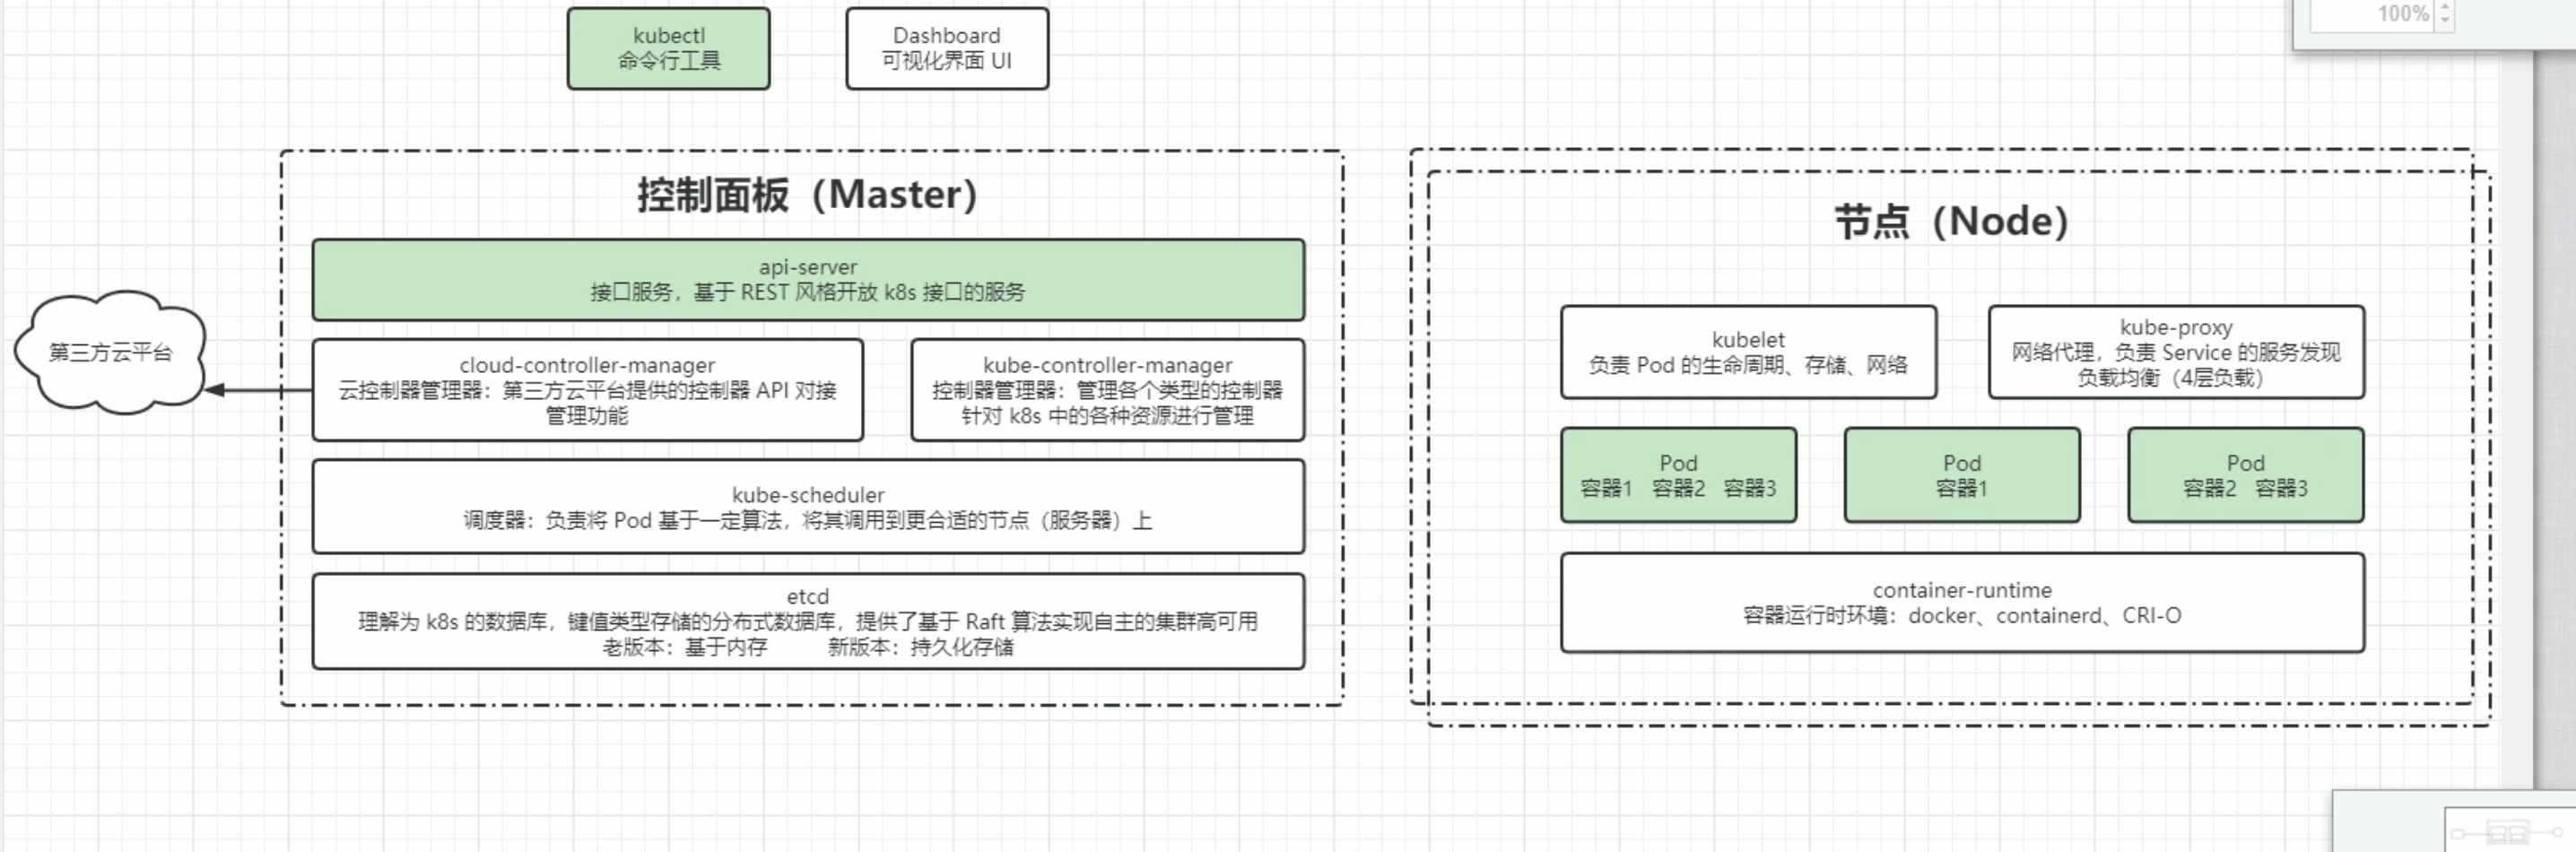 100%
kubectl
命令行工具
Dashboard
可视化界面 UI
控制面板（Master）
api-server
接口服务，基于 REST 风格开放 k8s 接口的服务
第三方云平台
cloud-controller-manager
云控制器管理器：第三方云平台提供的控制器 API 对接
管理功能
kube-controller-manager
控制器管理器：管理各个类型的控制器
针对 k8s 中的各种资源进行管理
kube-scheduler
调度器：负责将 Pod 基于一定算法，将其调用到更合适的节点（服务器）上
etcd
理解为 k8s 的数据库，键值类型存储的分布式数据库，提供了基于 Raft 算法实现自主的集群高可用
老版本：基于内存 新版本：持久化存储
节点（Node）
kubelet
负责 Pod 的生命周期、存储、网络
kube-proxy
网络代理，负责 Service 的服务发现
负载均衡（4层负载）
Pod
容器1 容器2 容器3
Pod
容器1
Pod
容器2 容器3
container-runtime
容器运行时环境：docker、containerd、CRI-O